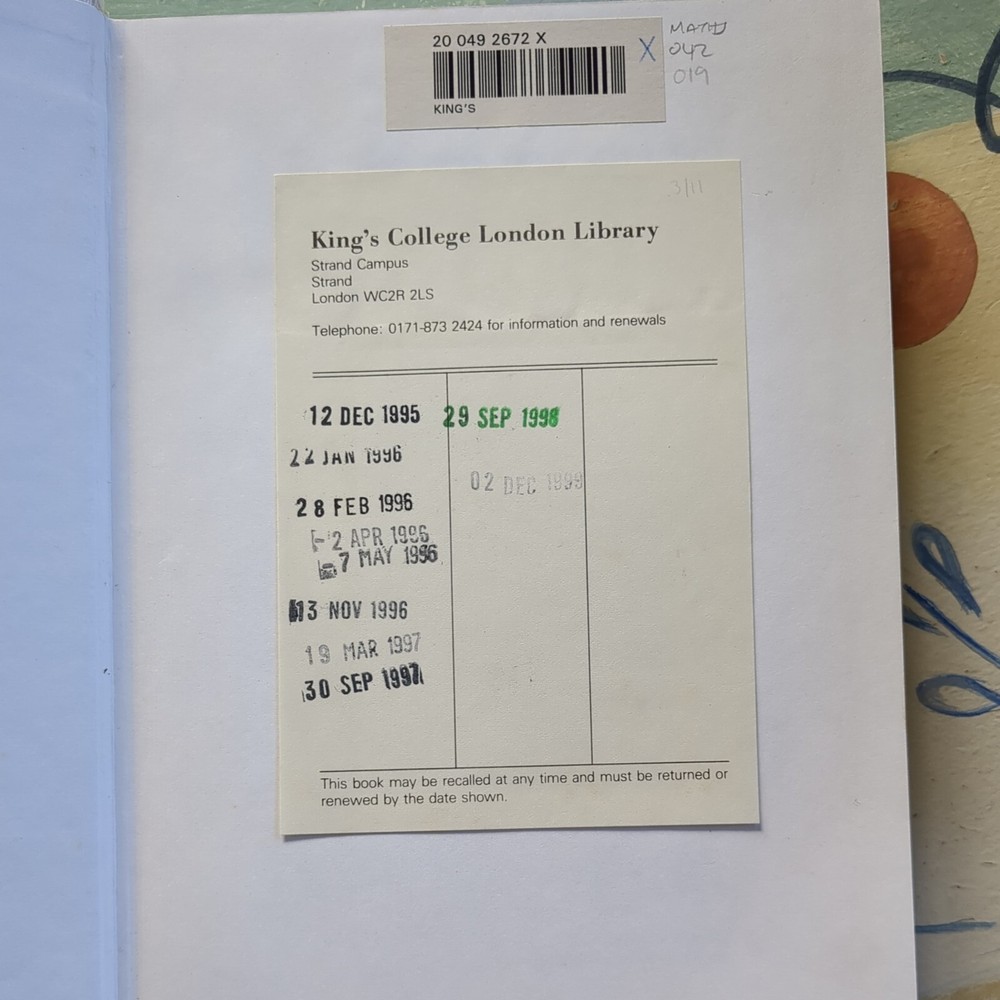 20 049 2672 X
KING'S
X
MATH
042
019
3/11
King's College London Library
Strand Campus
Strand
London WC2R 2LS
Telephone: 0171-873 2424 for information and renewals
12 DEC 1995
22 JAN 1996
28 FEB 1996
-2 APR 1996
7 MAY 1996
13 NOV 1996
19 MAR 1997
30 SEP 1997
29 SEP 1998
02 DEC 1999
This book may be recalled at any time and must be returned or
renewed by the date shown.